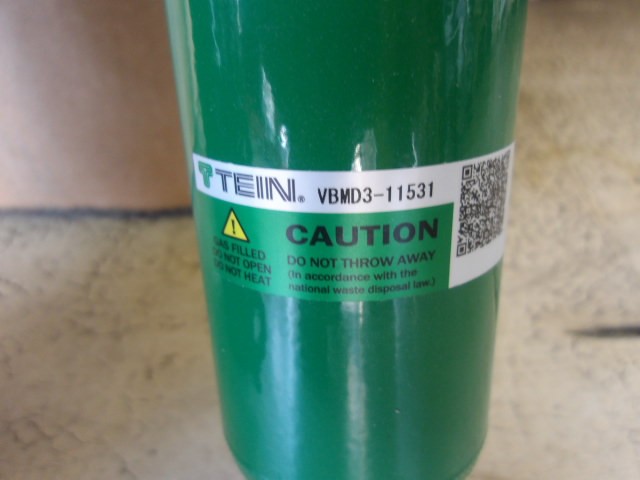 TEIN® VBMD3-11531
CAUTION
GAS FILLED
DO NOT OPEN
DO NOT HEAT
DO NOT THROW AWAY
(In accordance with the
national waste disposal law.)